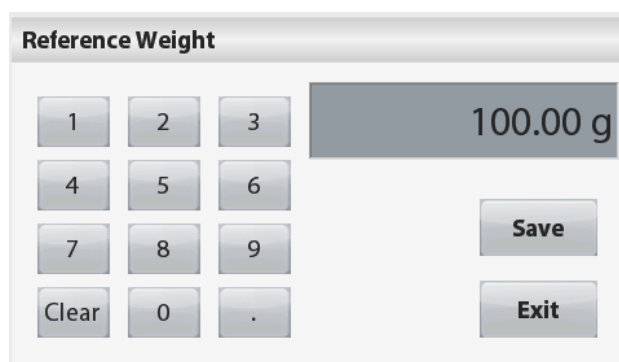 Reference Weight
1 2 3
100.00 g
4 5 6
7 8 9
Save
Clear 0 .
Exit